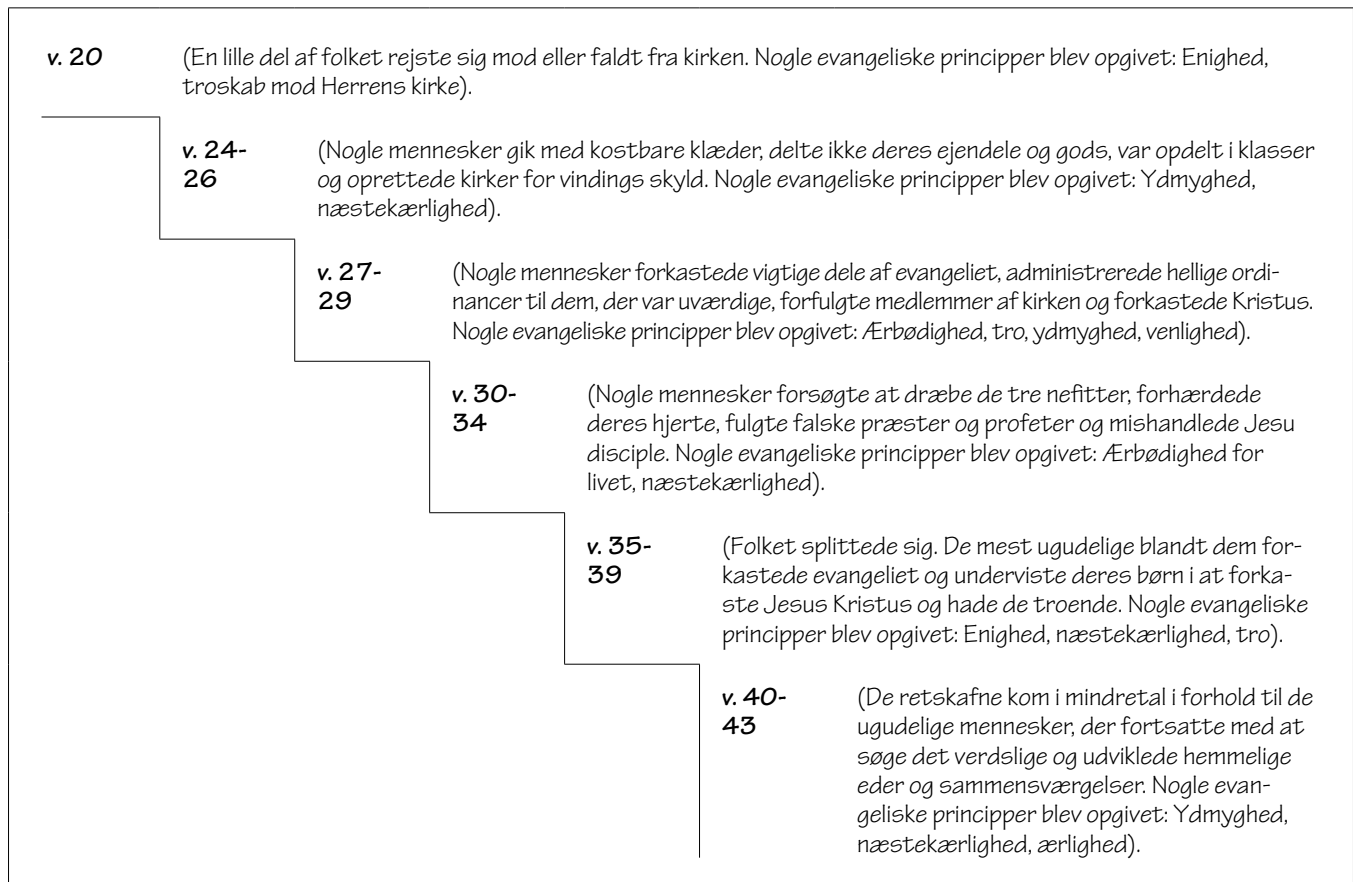 v. 20 (En lille del af folket rejste sig mod eller faldt fra kirken. Nogle evangeliske principper blev opgivet: Enighed,
troskab mod Herrens kirke).
v. 24- (Nogle mennesker gik med kostbare klæder, delte ikke deres ejendele og gods, var opdelt i klasser
26 og oprettede kirker for vindings skyld. Nogle evangeliske principper blev opgivet: Ydmyghed,
næstekærlighed).
v. 27- (Nogle mennesker forkastede vigtige dele af evangeliet, administrerede hellige ordi-
29 nancer til dem, der var uværdige, forfulgte medlemmer af kirken og forkastede Kristus.
Nogle evangeliske principper blev opgivet: Ærbødighed, tro, ydmyghed, venlighed).
v. 30- (Nogle mennesker forsøgte at dræbe de tre nefitter, forhærdede
34 deres hjerte, fulgte falske præster og profeter og mishandlede Jesu
disciple. Nogle evangeliske principper blev opgivet: Ærbødighed for
livet, næstekærlighed).
v. 35- (Folket splittede sig. De mest ugudelige blandt dem for-
39 kastede evangeliet og underviste deres børn i at forka-
ste Jesus Kristus og hade de troende. Nogle evangeliske
principper blev opgivet: Enighed, næstekærlighed, tro).
v. 40- (De retskafne kom i mindretal i forhold til de
43 ugudelige mennesker, der fortsatte med at
søge det verdslige og udviklede hemmelige
eder og sammensværgelser. Nogle evan-
geliske principper blev opgivet: Ydmyghed,
næstekærlighed, ærlighed).